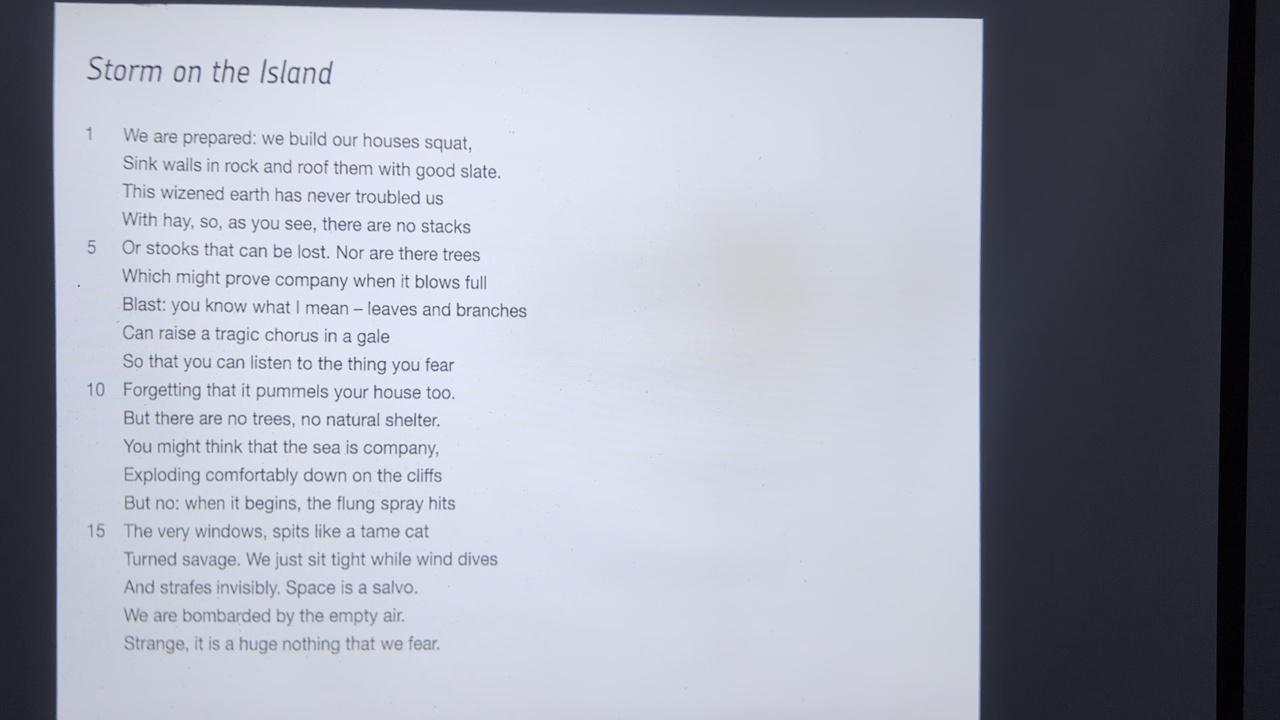 Storm on the Island
1 We are prepared: we build our houses squat,
Sink walls in rock and roof them with good slate.
This wizened earth has never troubled us
With hay, so, as you see, there are no stacks
5 Or stooks that can be lost. Nor are there trees
Which might prove company when it blows full
Blast: you know what I mean – leaves and branches
Can raise a tragic chorus in a gale
So that you can listen to the thing you fear
10 Forgetting that it pummels your house too.
But there are no trees, no natural shelter.
You might think that the sea is company,
Exploding comfortably down on the cliffs
But no: when it begins, the flung spray hits
15 The very windows, spits like a tame cat
Turned savage. We just sit tight while wind dives
And strafes invisibly. Space is a salvo.
We are bombarded by the empty air.
Strange, it is a huge nothing that we fear.